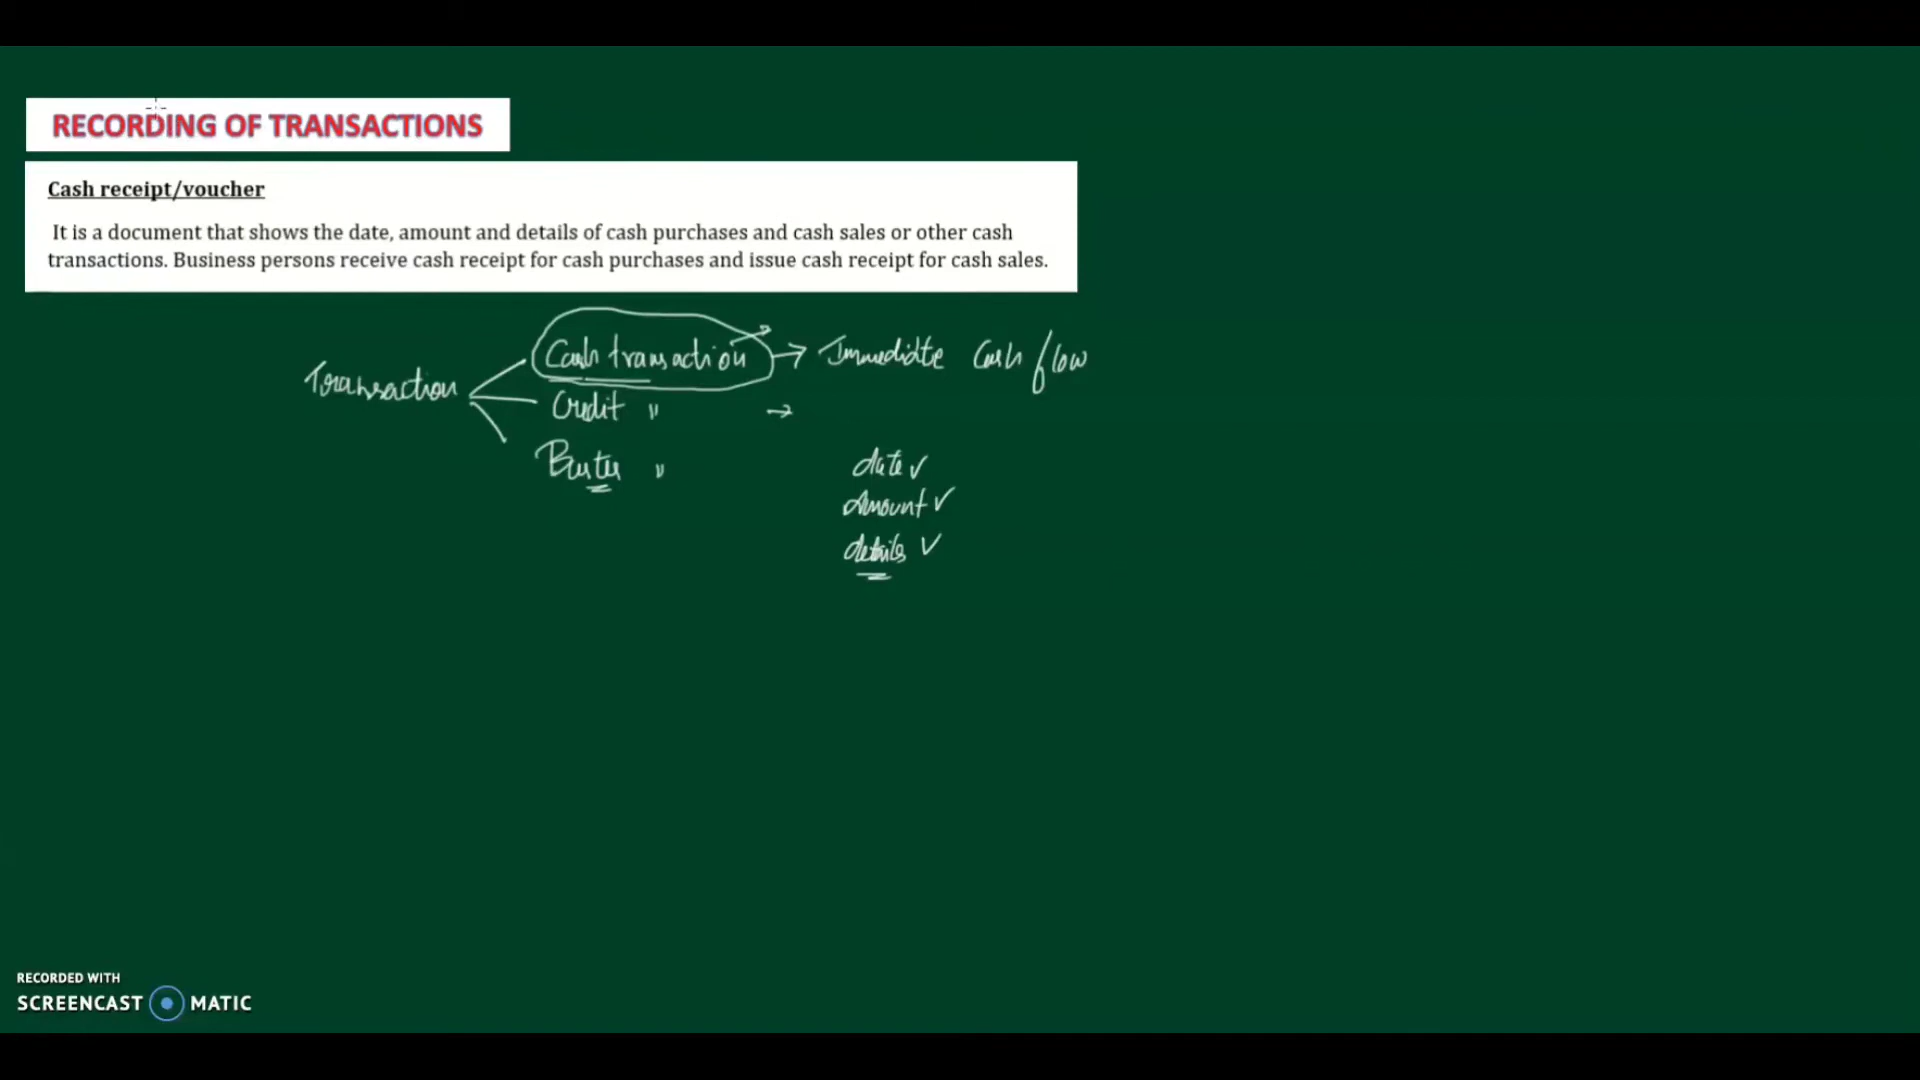 RECORDING OF TRANSACTIONS
Cash receipt/voucher
It is a document that shows the date, amount and details of cash purchases and cash sales or other cash
transactions. Business persons receive cash receipt for cash purchases and issue cash receipt for cash sales.
Transaction
Cash transaction → Immediate Cash flow
Credit " →
Barter "
date ✓
Amount ✓
details ✓
RECORDED WITH
SCREENCAST MATIC